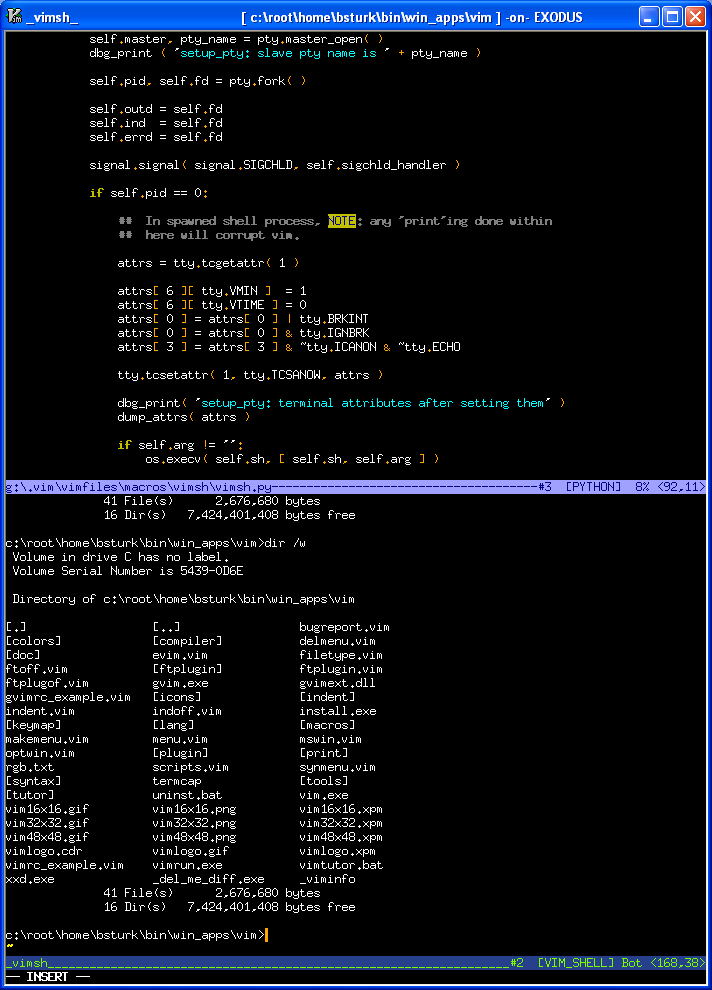 _vimsh_ [ c:\root\home\bsturk\bin\win_apps\vim ] -on- EXODUS
self.master, pty_name = pty.master_open( )
dbg_print ( "setup_pty: slave pty name is " + pty_name )
self.pid, self.fd = pty.fork( )
self.outd = self.fd
self.ind  = self.fd
self.errd = self.fd
signal.signal( signal.SIGCHLD, self.sigchld_handler )
if self.pid == 0:
##  In spawned shell process, NOTE: any "print"ing done within
##  here will corrupt vim.
attrs = tty.tcgetattr( 1 )
attrs[ 6 ][ tty.VMIN ]  = 1
attrs[ 6 ][ tty.VTIME ] = 0
attrs[ 0 ] = attrs[ 0 ] | tty.BRKINT
attrs[ 0 ] = attrs[ 0 ] & tty.IGNBRK
attrs[ 3 ] = attrs[ 3 ] & ~tty.ICANON & ~tty.ECHO
tty.tcsetattr( 1, tty.TCSANOW, attrs )
dbg_print( "setup_pty: terminal attributes after setting them" )
dump_attrs( attrs )
if self.arg != "":
os.execv( self.sh, [ self.sh, self.arg ] )
g:\.vim\vimfiles\macros\vimsh\vimsh.py--------------------------------------#3  [PYTHON]  8% <92,11>
41 File(s)      2,676,680 bytes
16 Dir(s)   7,424,401,408 bytes free
c:\root\home\bsturk\bin\win_apps\vim>dir /w
Volume in drive C has no label.
Volume Serial Number is 5439-0D6E
Directory of c:\root\home\bsturk\bin\win_apps\vim
[.]                  [..]                 bugreport.vim
[colors]             [compiler]           delmenu.vim
[doc]                evim.vim             filetype.vim
ftoff.vim            [ftplugin]           ftplugin.vim
ftplugof.vim         gvim.exe             gvimext.dll
gvimrc_example.vim   [icons]              [indent]
indent.vim           indoff.vim           install.exe
[keymap]             [lang]               [macros]
makemenu.vim         menu.vim             mswin.vim
optwin.vim           [plugin]             [print]
rgb.txt              scripts.vim          synmenu.vim
[syntax]             termcap              [tools]
[tutor]              uninst.bat           vim.exe
vim16x16.gif         vim16x16.png         vim16x16.xpm
vim32x32.gif         vim32x32.png         vim32x32.xpm
vim48x48.gif         vim48x48.png         vim48x48.xpm
vimlogo.cdr          vimlogo.gif          vimlogo.xpm
vimrc_example.vim    vimrun.exe           vimtutor.bat
xxd.exe              _del_me_diff.exe     _viminfo
41 File(s)      2,676,680 bytes
16 Dir(s)   7,424,401,408 bytes free
c:\root\home\bsturk\bin\win_apps\vim>
~
_vimsh__________________________________________________________________#2  [VIM_SHELL] Bot <168,38>
-- INSERT --